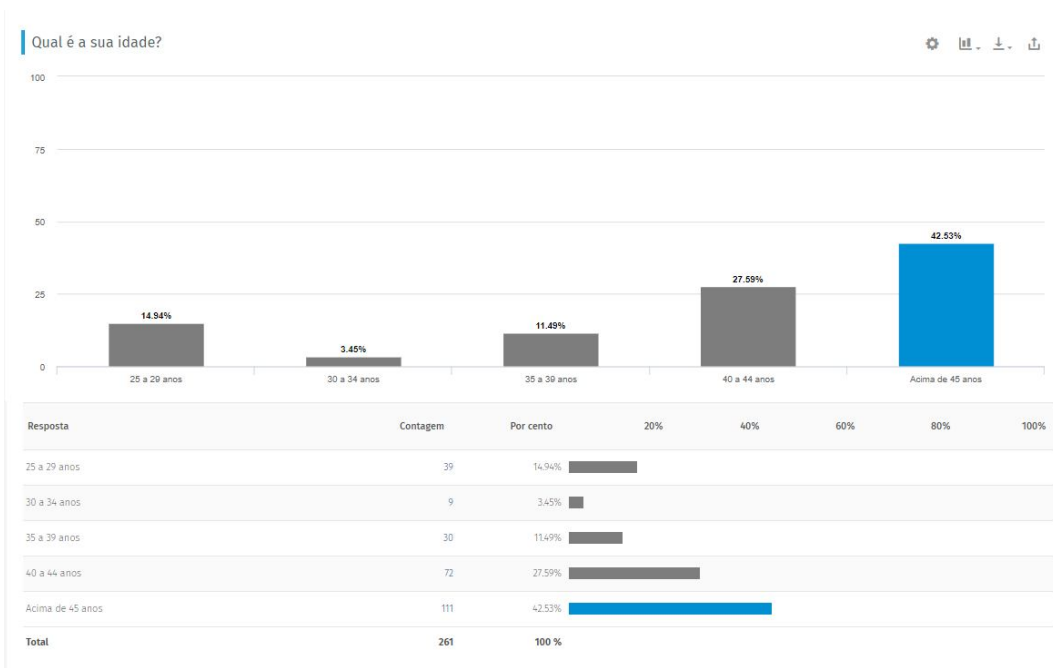 Qual é a sua idade?
100
75
50
25
0
14.94%
3.45%
11.49%
27.59%
42.53%
25 a 29 anos 30 a 34 anos 35 a 39 anos 40 a 44 anos Acima de 45 anos
Resposta Contagem Por cento 20% 40% 60% 80% 100%
25 a 29 anos 39 14.94%
30 a 34 anos 9 3.45%
35 a 39 anos 30 11.49%
40 a 44 anos 72 27.59%
Acima de 45 anos 111 42.53%
Total 261 100 %